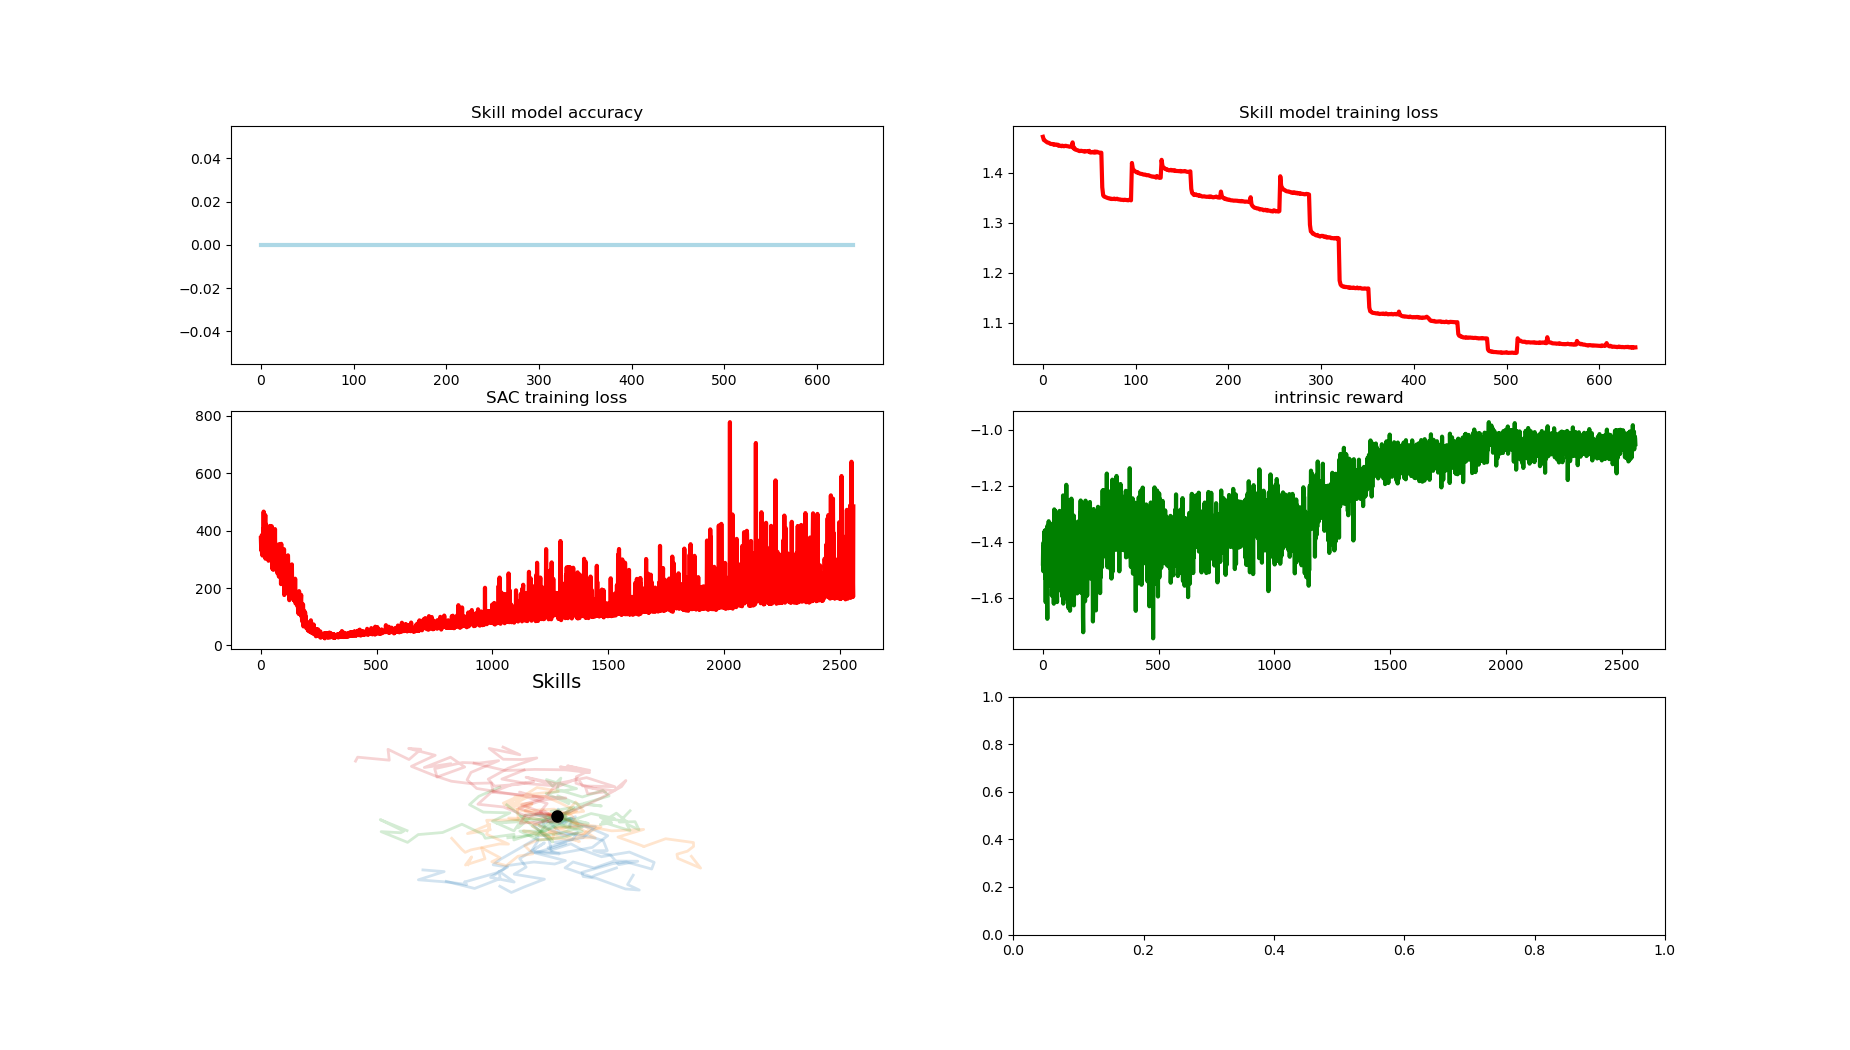 Skill model accuracy
0.04
0.02
0.00
−0.02
−0.04
0 100 200 300 400 500 600
Skill model training loss
1.4
1.3
1.2
1.1
0 100 200 300 400 500 600
SAC training loss
800
600
400
200
0
0 500 1000 1500 2000 2500
intrinsic reward
−1.0
−1.2
−1.4
−1.6
0 500 1000 1500 2000 2500
Skills
1.0
0.8
0.6
0.4
0.2
0.0
0.0 0.2 0.4 0.6 0.8 1.0